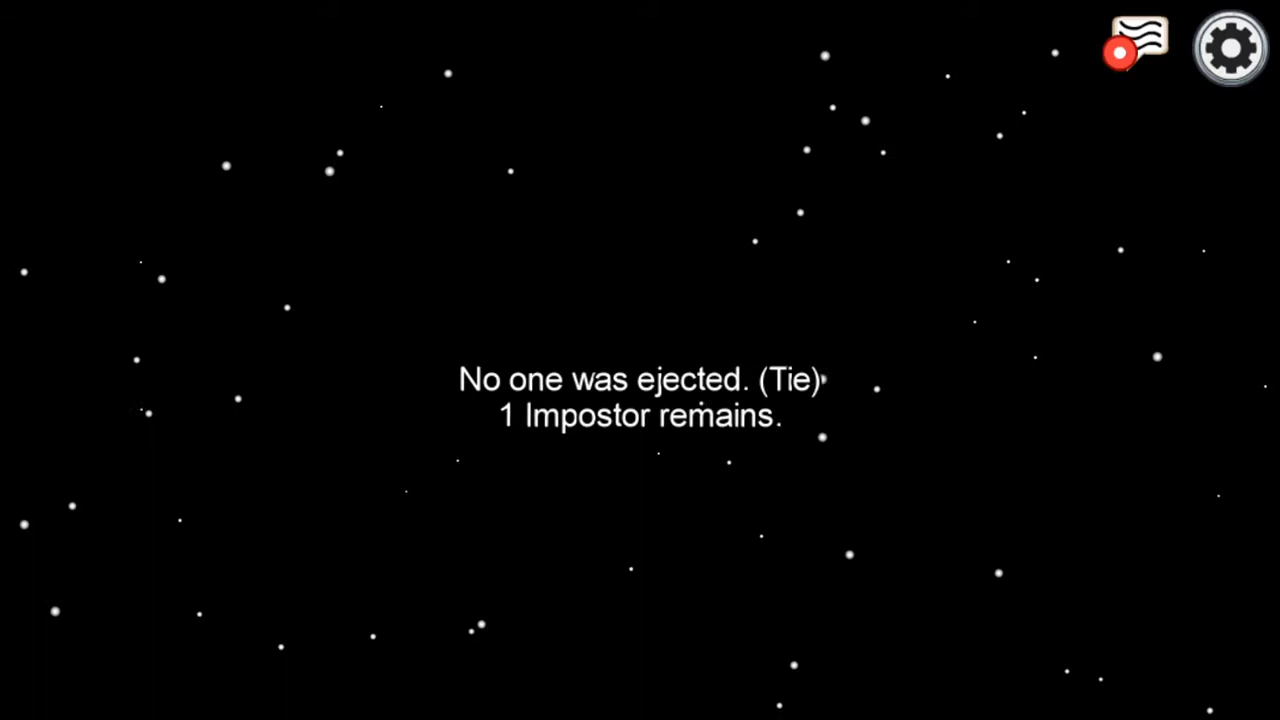 No one was ejected. (Tie)
1 Impostor remains.